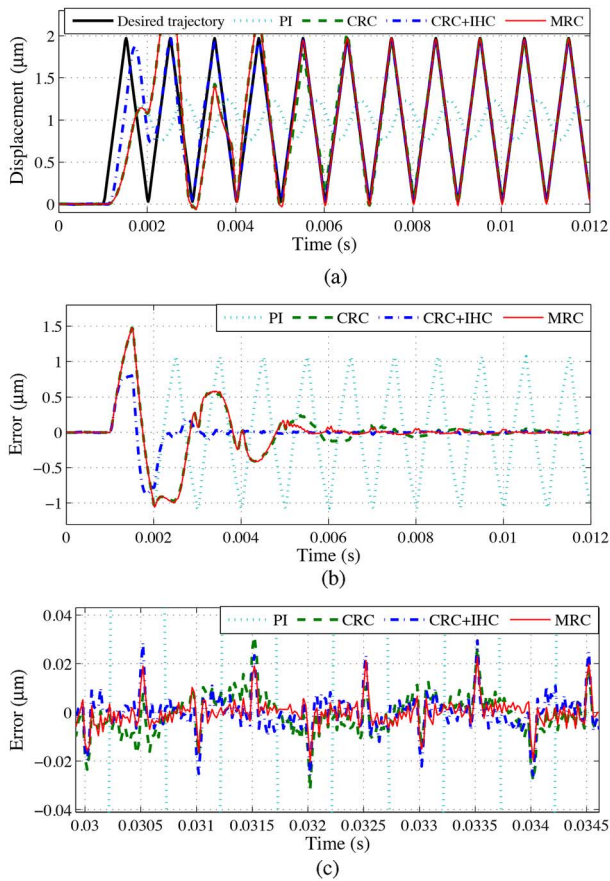 Desired trajectory PI CRC CRC+IHC MRC
2
1.5
1
0.5
0
Displacement (μm)
0 0.002 0.004 0.006 0.008 0.01 0.012
Time (s)
(a)
PI CRC CRC+IHC MRC
1.5
1
0.5
0
−0.5
−1
Error (μm)
0 0.002 0.004 0.006 0.008 0.01 0.012
Time (s)
(b)
PI CRC CRC+IHC MRC
0.04
0.02
0
−0.02
−0.04
Error (μm)
0.03 0.0305 0.031 0.0315 0.032 0.0325 0.033 0.0335 0.034 0.0345
Time (s)
(c)